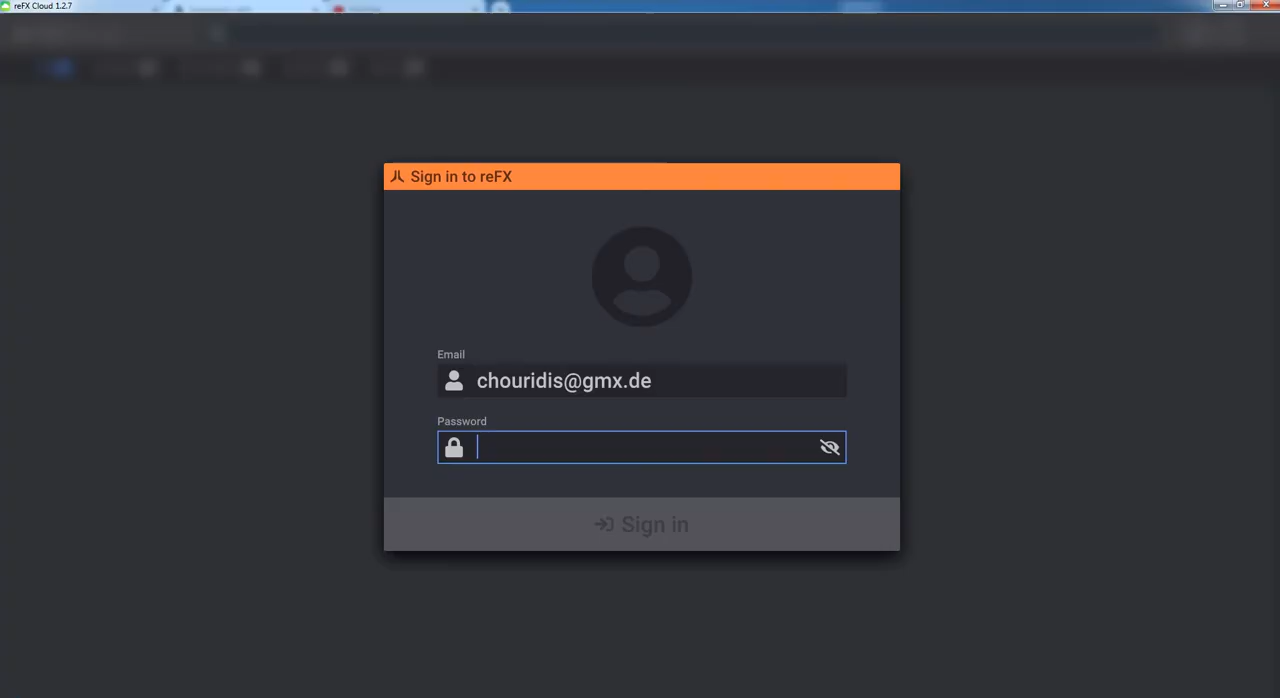 reFX Cloud 1.2.7
Sign in to reFX
Email
chouridis@gmx.de
Password
Sign in